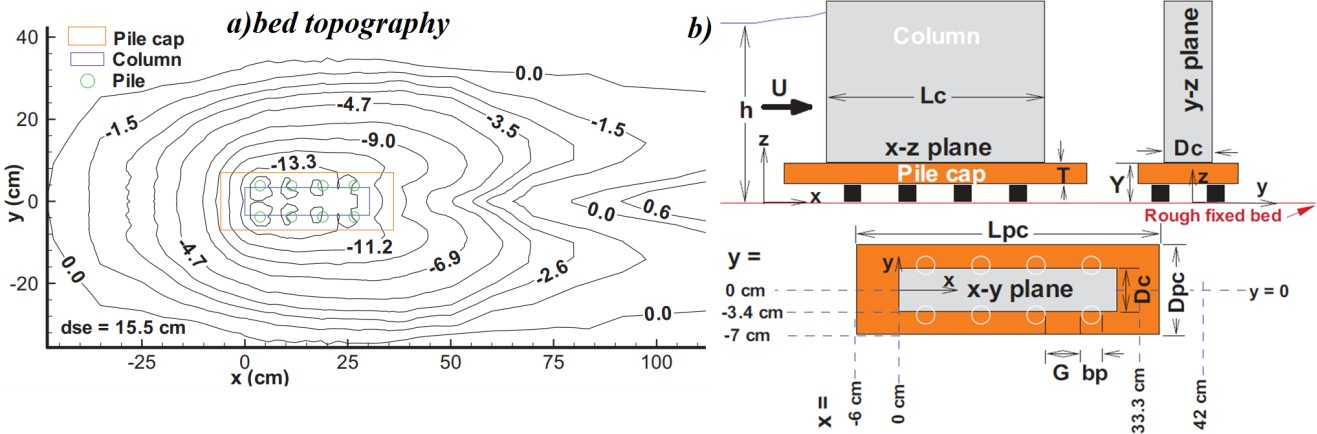 a)bed topography
Pile cap
Column
Pile
40
20
0
-20
y (cm)
0.0
-1.5
-4.7
-3.5
-1.5
-9.0
-13.3
0.0
0.6
-11.2
-4.7
-6.9
-2.6
0.0
0.0
dse = 15.5 cm
-25
0
25
50
75
100
x (cm)
b)
Column
y-z plane
U
h
Lc
z
x-z plane
Dc
Pile cap
T
Y
z
x
y
Rough fixed bed
Lpc
y =
y
x
x-y plane
Dc
Dpc
0 cm
y = 0
-3.4 cm
-7 cm
G
bp
x =
-6 cm
0 cm
33.3 cm
42 cm